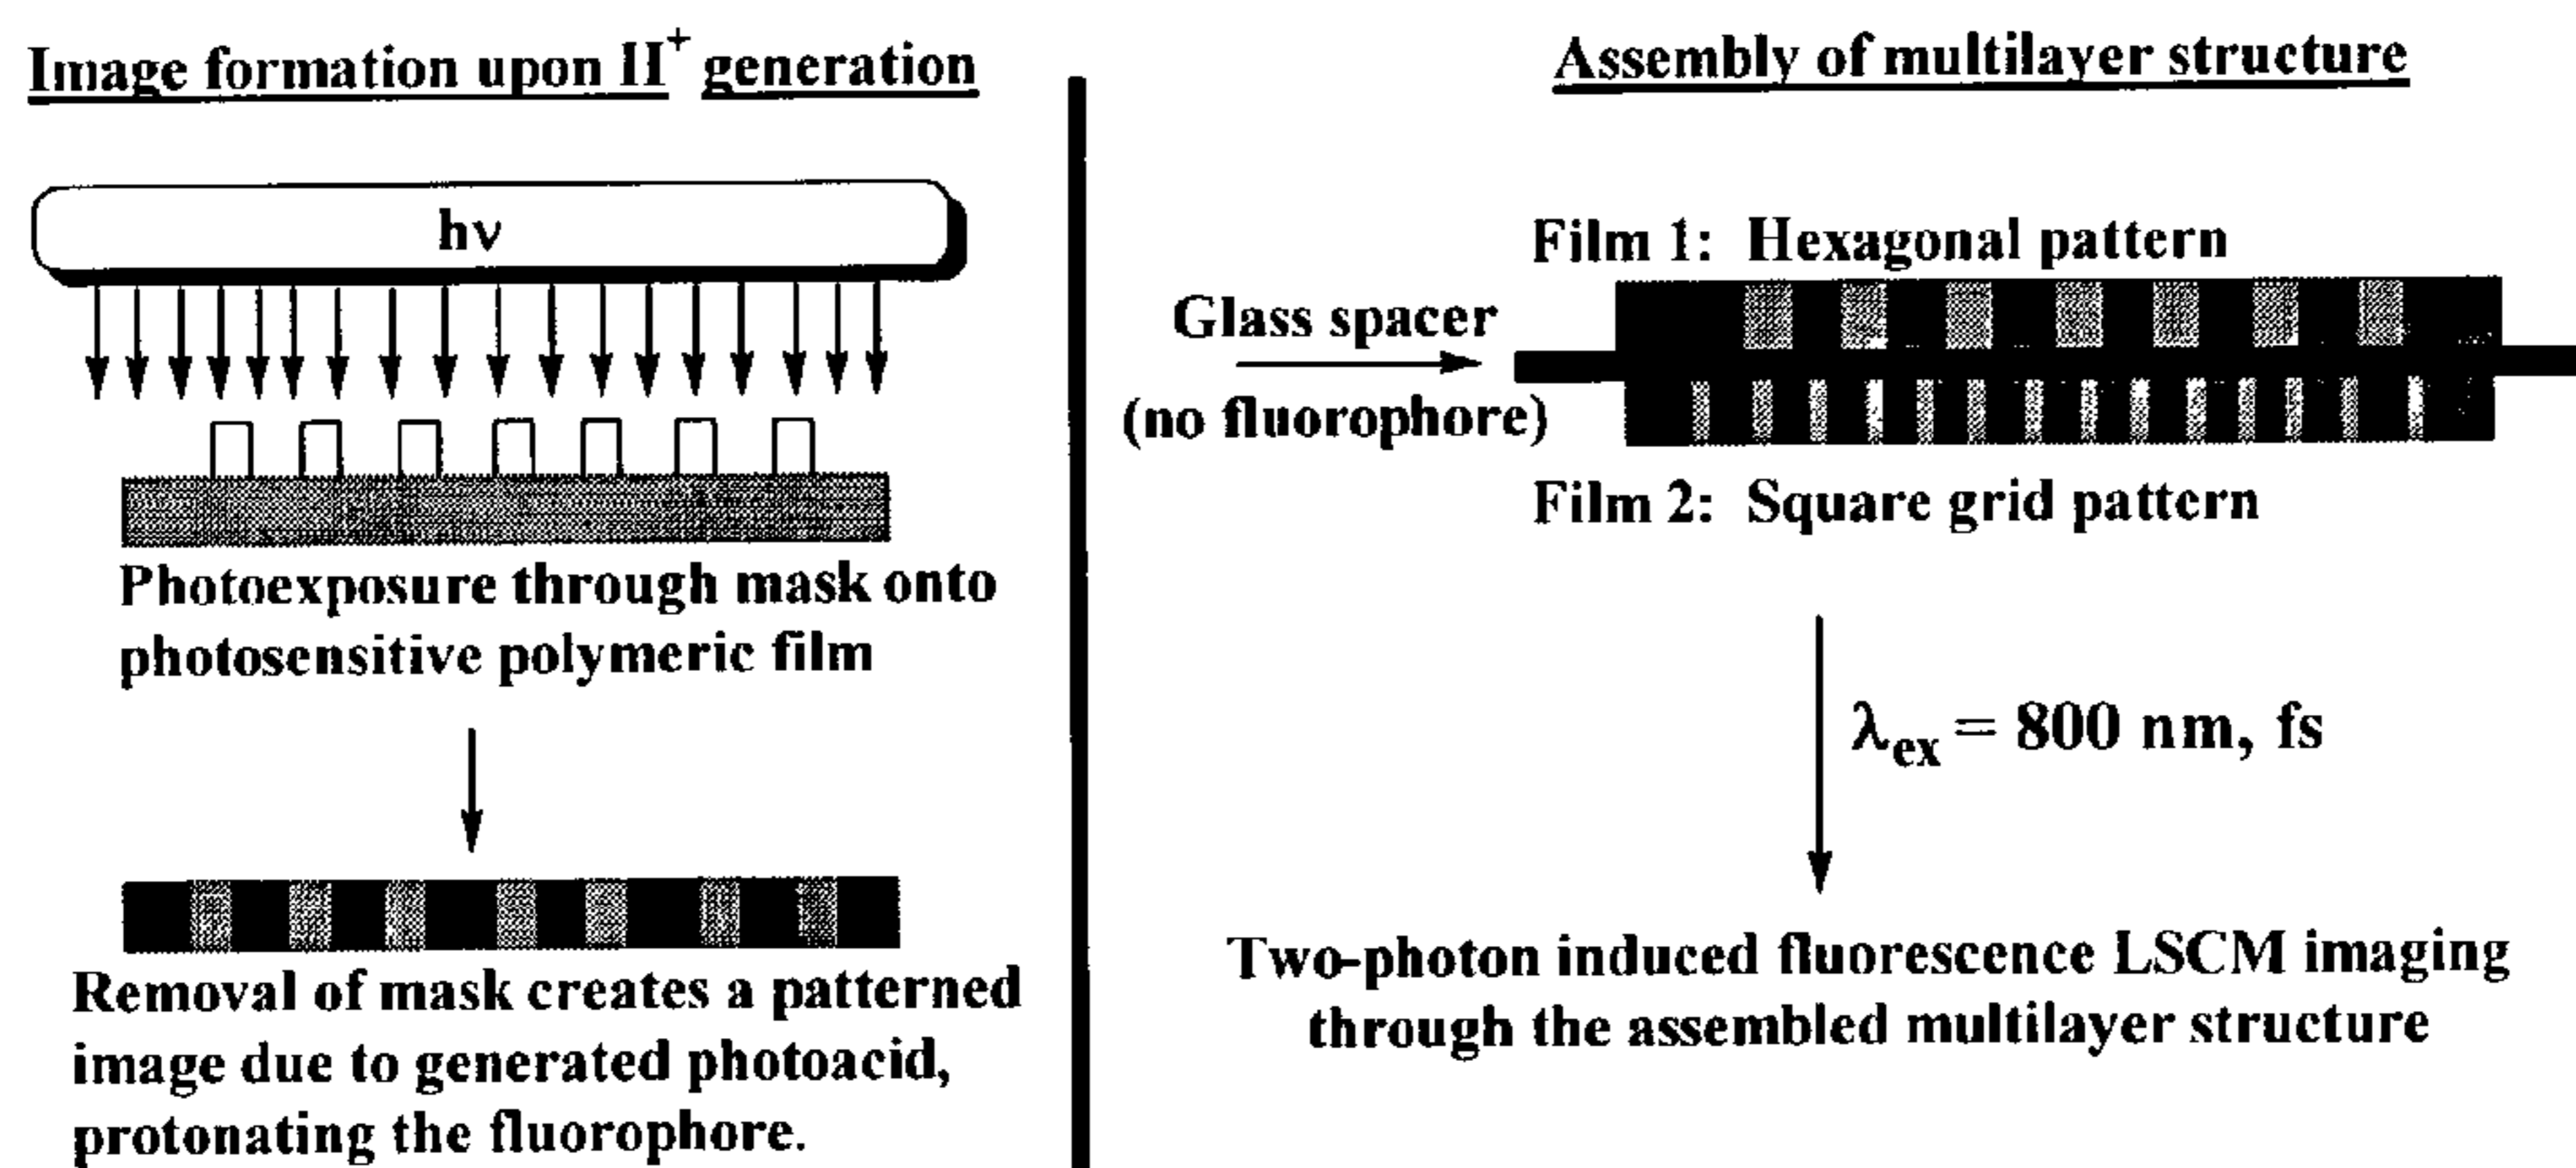 Image formation upon H⁺ generation
hν
Photoexposure through mask onto
photosensitive polymeric film
Removal of mask creates a patterned
image due to generated photoacid,
protonating the fluorophore.
Assembly of multilayer structure
Film 1: Hexagonal pattern
Glass spacer
(no fluorophore)
Film 2: Square grid pattern
λex = 800 nm, fs
Two-photon induced fluorescence LSCM imaging
through the assembled multilayer structure